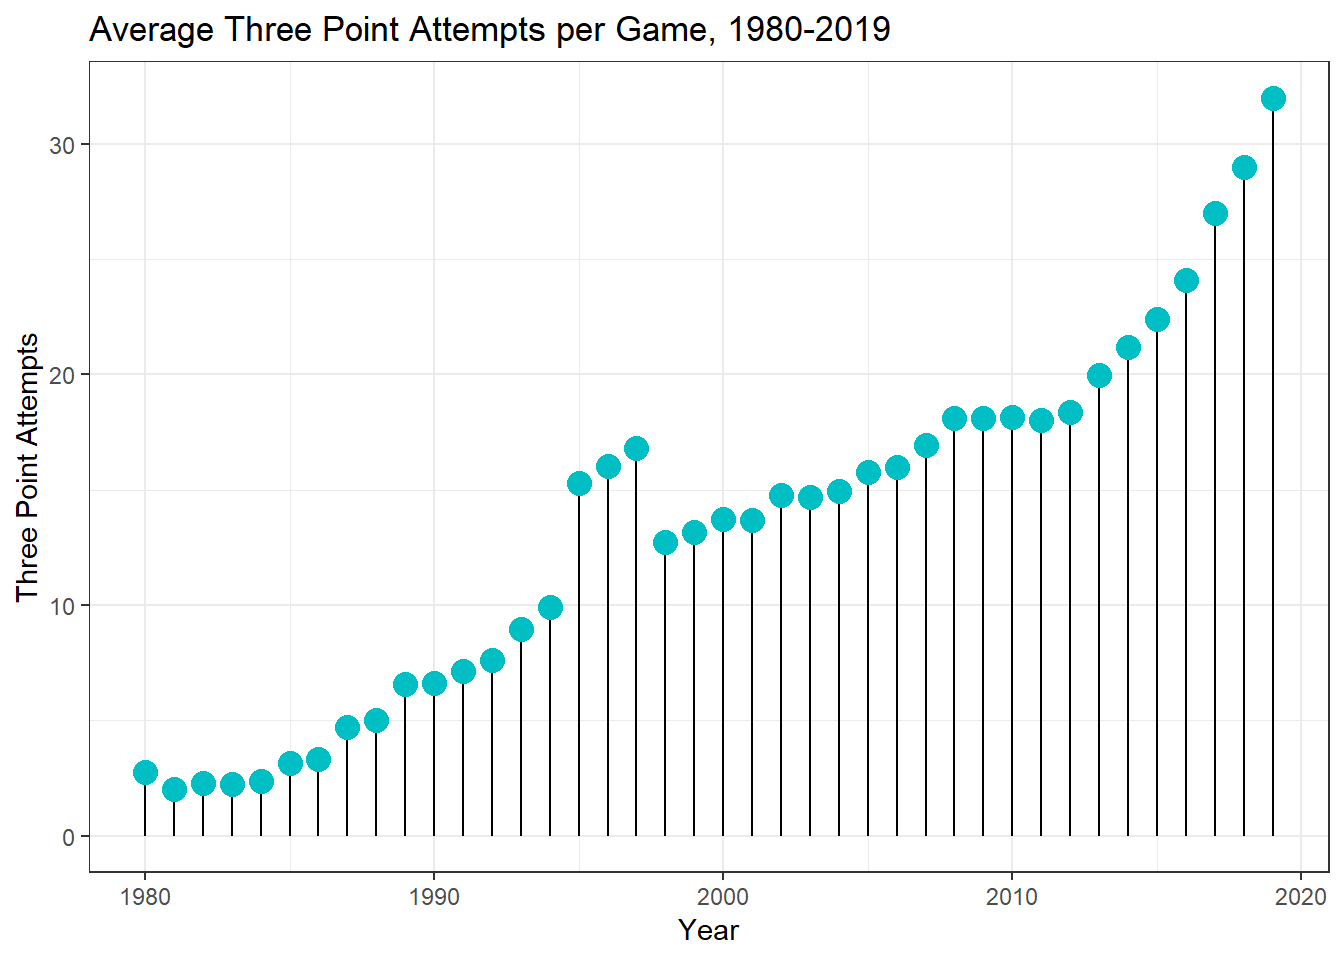 Average Three Point Attempts per Game, 1980-2019
Three Point Attempts
30
20
10
0
1980 1990 2000 2010 2020
Year